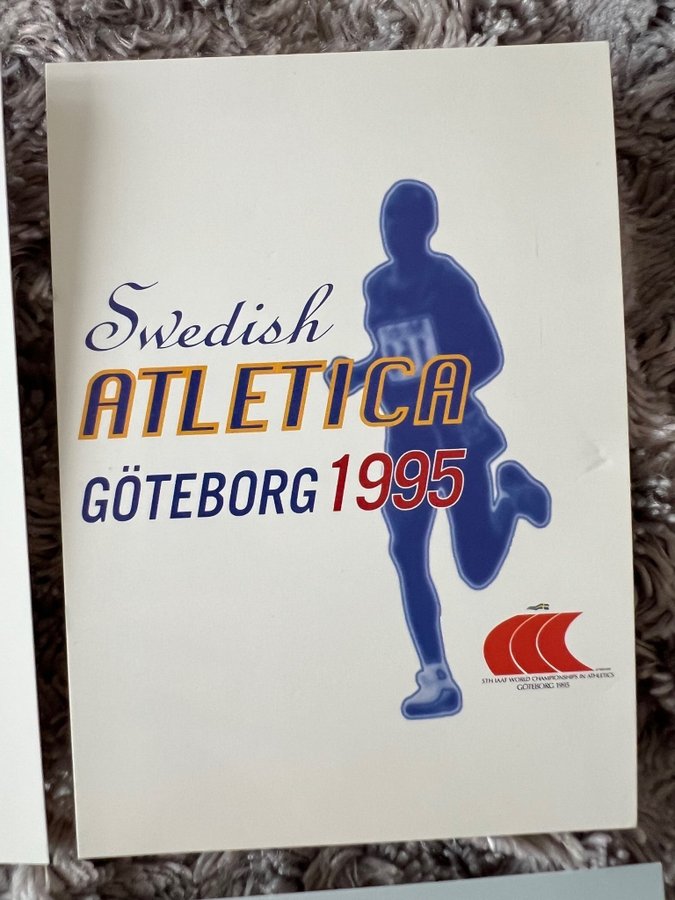 Swedish
ATLETICA
GÖTEBORG 1995
5TH IAAF WORLD CHAMPIONSHIPS IN ATHLETICS
GÖTEBORG 1995